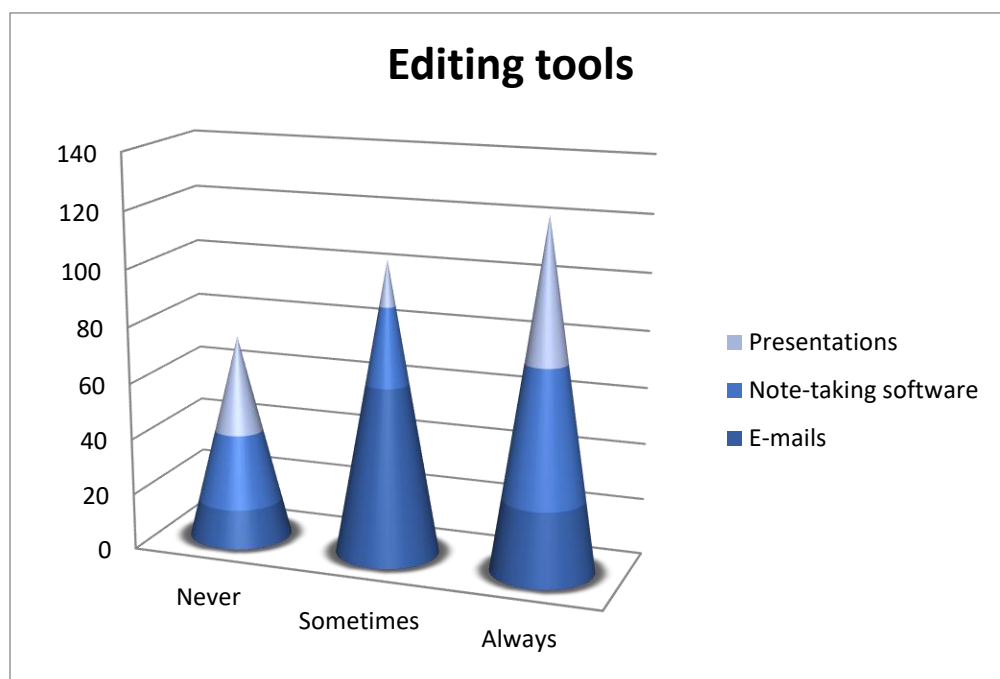 Editing tools
140
120
100
80
60
40
20
0
Never
Sometimes
Always
Presentations
Note-taking software
E-mails